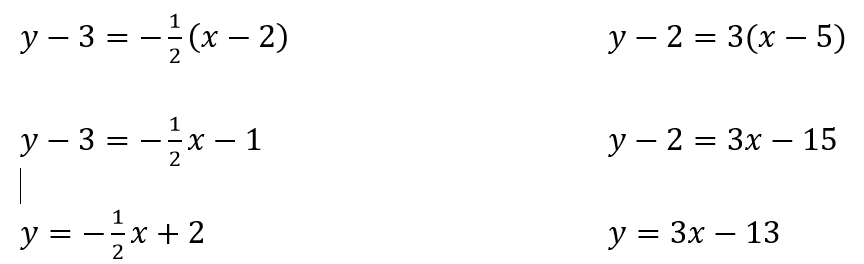 y − 3 = −½(x − 2)
y − 2 = 3(x − 5)
y − 3 = −½x − 1
y − 2 = 3x − 15
y = −½x + 2
y = 3x − 13